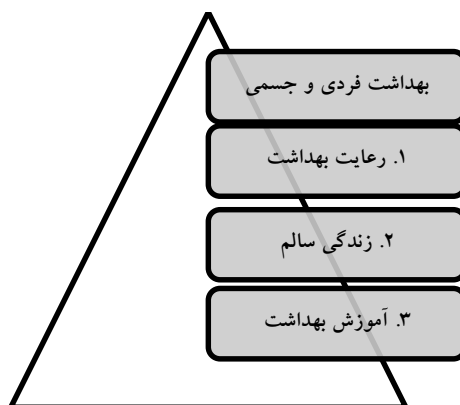 بهداشت فردی و جسمی
۱. رعایت بهداشت
۲. زندگی سالم
۳. آموزش بهداشت